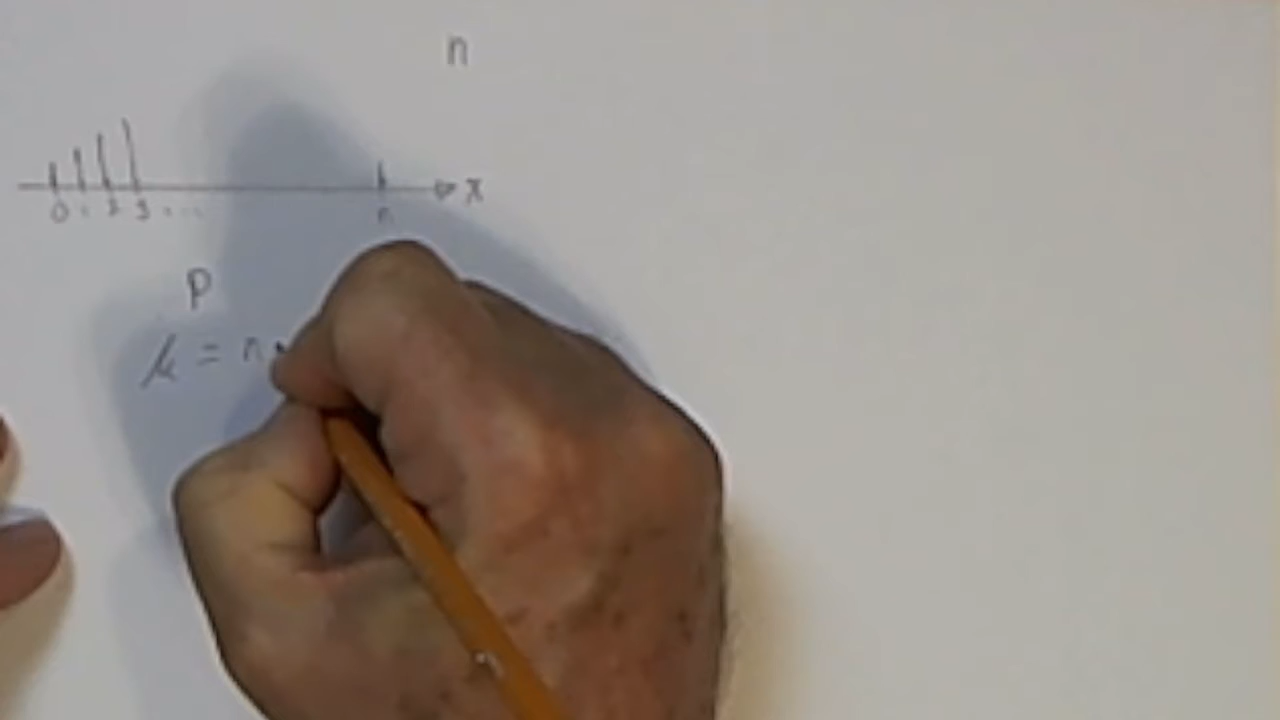 n
x
0 1 2 3 ... n
p
μ = n